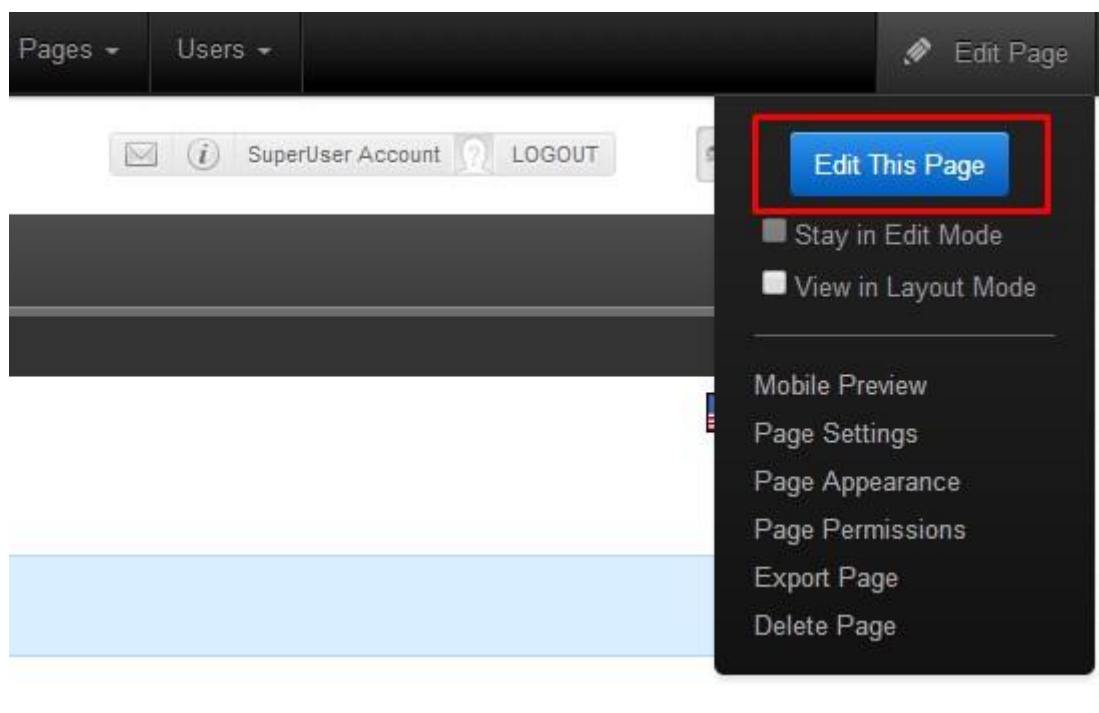 Pages Users Edit Page
SuperUser Account LOGOUT
Edit This Page
Stay in Edit Mode
View in Layout Mode
Mobile Preview
Page Settings
Page Appearance
Page Permissions
Export Page
Delete Page